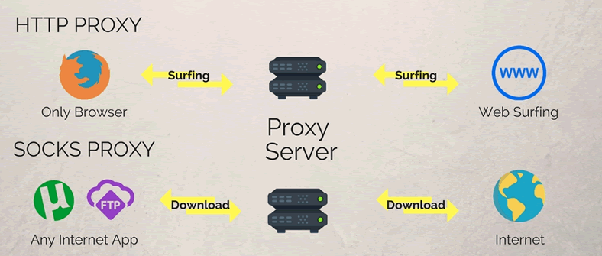 HTTP PROXY
Surfing
Surfing
www
Only Browser
Web Surfing
Proxy
Server
SOCKS PROXY
µ
FTP
Download
Download
Any Internet App
Internet